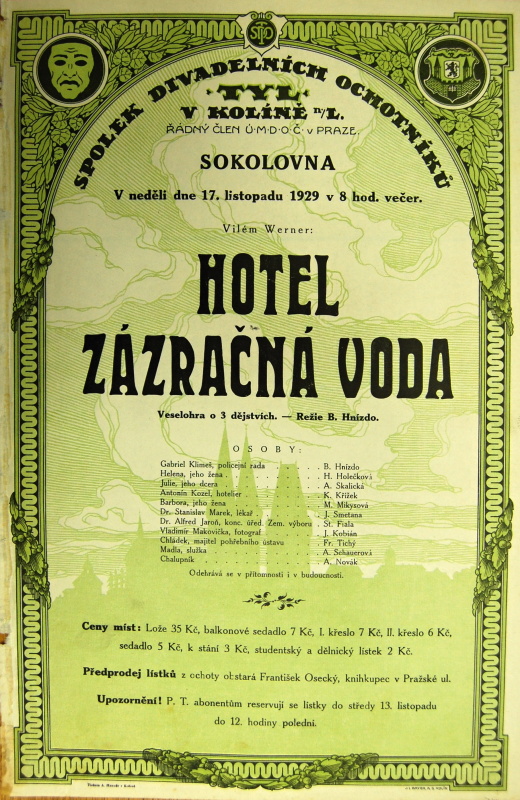 SPOLEK DIVADELNÍCH OCHOTNÍKŮ
TYL
V KOLÍNĚ n/L.
ŘÁDNÝ ČLEN Ú·M·D·O·Č· V PRAZE.
SOKOLOVNA
V neděli dne 17. listopadu 1929 v 8 hod. večer.
Vilém Werner:
HOTEL
ZÁZRAČNÁ VODA
Veselohra o 3 dějstvích. — Režie B. Hnízdo.
OSOBY:
Gabriel Klimeš, policejní rada . . . . B. Hnízdo
Helena, jeho žena . . . . H. Holečková
Julie, jeho dcera . . . . A. Skalická
Antonín Kozel, hotelier . . . . K. Křížek
Barbora, jeho žena . . . . M. Mikysová
Dr. Stanislav Marek, lékař . . . . J. Smetana
Dr. Alfred Jaroň, konc. úřed. Zem. výboru . St. Fiala
Vladimír Makovička, fotograf . . . . J. Kobián
Chládek, majitel pohřebního ústavu . . . . Fr. Tichý
Madla, služka . . . . A. Schauerová
Chalupník . . . . A. Novák
Odehrává se v přítomnosti i v budoucnosti.
Ceny míst: Lože 35 Kč, balkonové sedadlo 7 Kč, I. křeslo 7 Kč, II. křeslo 6 Kč,
sedadlo 5 Kč, k stání 3 Kč, studentský a dělnický lístek 2 Kč.
Předprodej lístků z ochoty obstará František Osecký, knihkupec v Pražské ul.
Upozornění! P. T. abonentům reservují se lístky do středy 13. listopadu
do 12. hodiny polední.